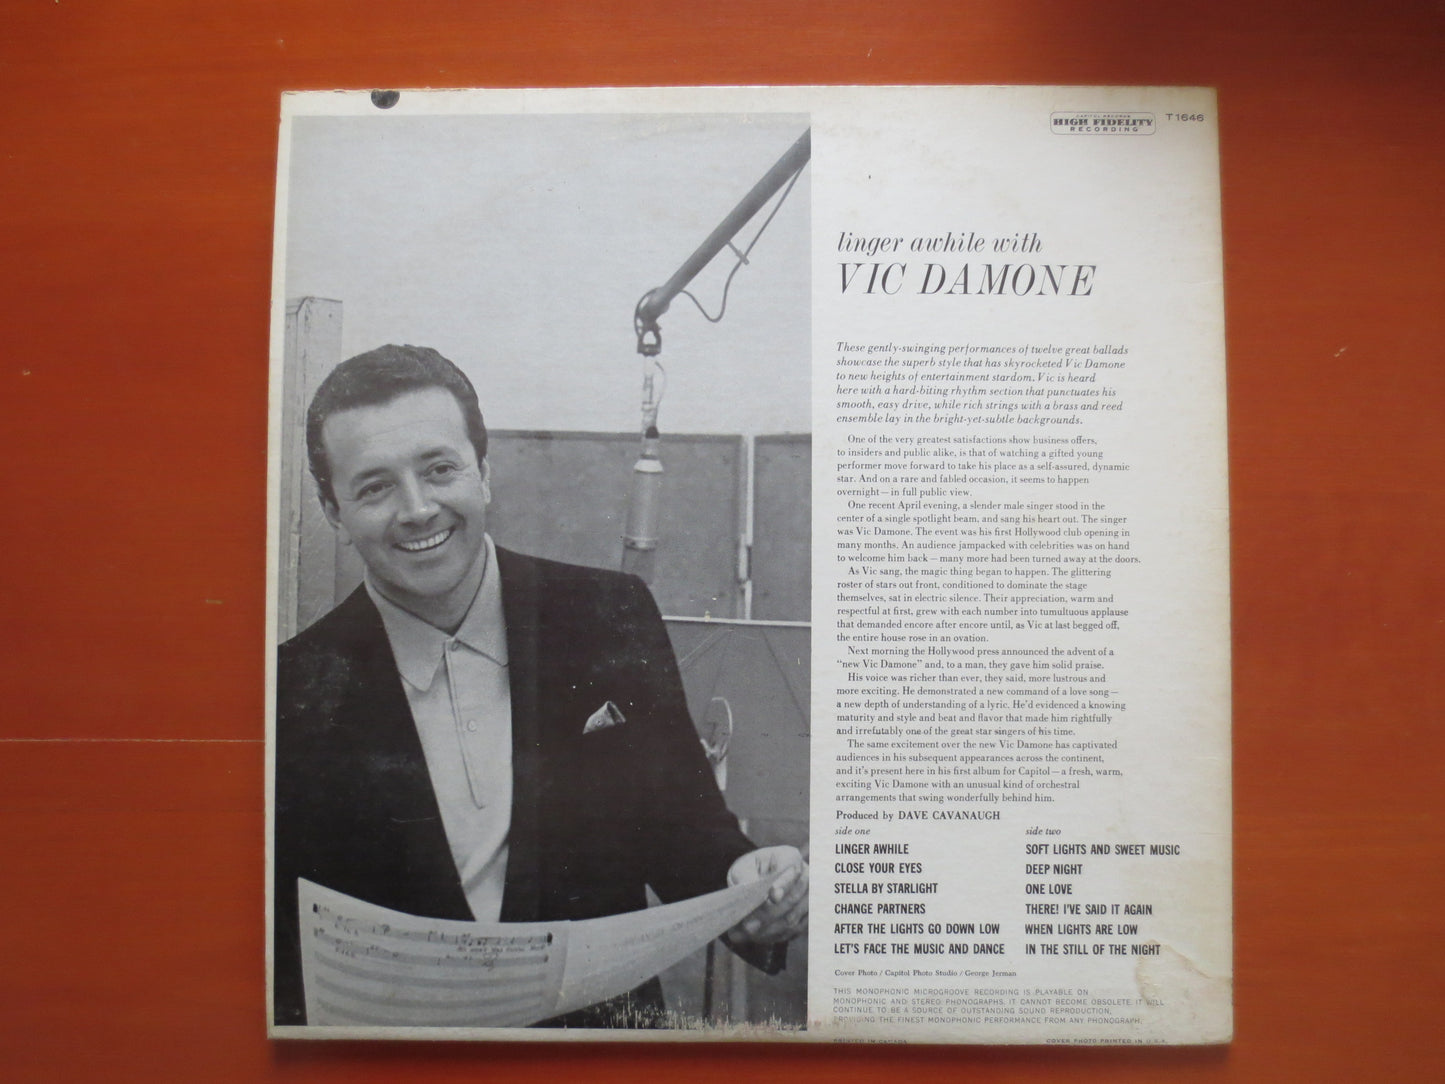 CAPITOL RECORDS
HIGH FIDELITY
RECORDING
T 1646
linger awhile with
VIC DAMONE
These gently-swinging performances of twelve great ballads
showcase the superb style that has skyrocketed Vic Damone
to new heights of entertainment stardom. Vic is heard
here with a hard-biting rhythm section that punctuates his
smooth, easy drive, while rich strings with a brass and reed
ensemble lay in the bright-yet-subtle backgrounds.
One of the very greatest satisfactions show business offers,
to insiders and public alike, is that of watching a gifted young
performer move forward to take his place as a self-assured, dynamic
star. And on a rare and fabled occasion, it seems to happen
overnight — in full public view.
One recent April evening, a slender male singer stood in the
center of a single spotlight beam, and sang his heart out. The singer
was Vic Damone. The event was his first Hollywood club opening in
many months. An audience jampacked with celebrities was on hand
to welcome him back — many more had been turned away at the doors.
As Vic sang, the magic thing began to happen. The glittering
roster of stars out front, conditioned to dominate the stage
themselves, sat in electric silence. Their appreciation, warm and
respectful at first, grew with each number into tumultuous applause
that demanded encore after encore until, as Vic at last begged off,
the entire house rose in an ovation.
Next morning the Hollywood press announced the advent of a
"new Vic Damone" and, to a man, they gave him solid praise.
His voice was richer than ever, they said, more lustrous and
more exciting. He demonstrated a new command of a love song —
a new depth of understanding of a lyric. He'd evidenced a knowing
maturity and style and beat and flavor that made him rightfully
and irrefutably one of the great star singers of his time.
The same excitement over the new Vic Damone has captivated
audiences in his subsequent appearances across the continent,
and it's present here in his first album for Capitol — a fresh, warm,
exciting Vic Damone with an unusual kind of orchestral
arrangements that swing wonderfully behind him.
Produced by DAVE CAVANAUGH
side one
LINGER AWHILE
CLOSE YOUR EYES
STELLA BY STARLIGHT
CHANGE PARTNERS
AFTER THE LIGHTS GO DOWN LOW
LET'S FACE THE MUSIC AND DANCE
side two
SOFT LIGHTS AND SWEET MUSIC
DEEP NIGHT
ONE LOVE
THERE! I'VE SAID IT AGAIN
WHEN LIGHTS ARE LOW
IN THE STILL OF THE NIGHT
Cover Photo / Capitol Photo Studio / George Jerman
THIS MONOPHONIC MICROGROOVE RECORDING IS PLAYABLE ON
MONOPHONIC AND STEREO PHONOGRAPHS. IT CANNOT BECOME OBSOLETE. IT WILL
CONTINUE TO BE A SOURCE OF OUTSTANDING SOUND REPRODUCTION,
PROVIDING THE FINEST MONOPHONIC PERFORMANCE FROM ANY PHONOGRAPH.
PRINTED IN CANADA
COVER PHOTO PRINTED IN U.S.A.